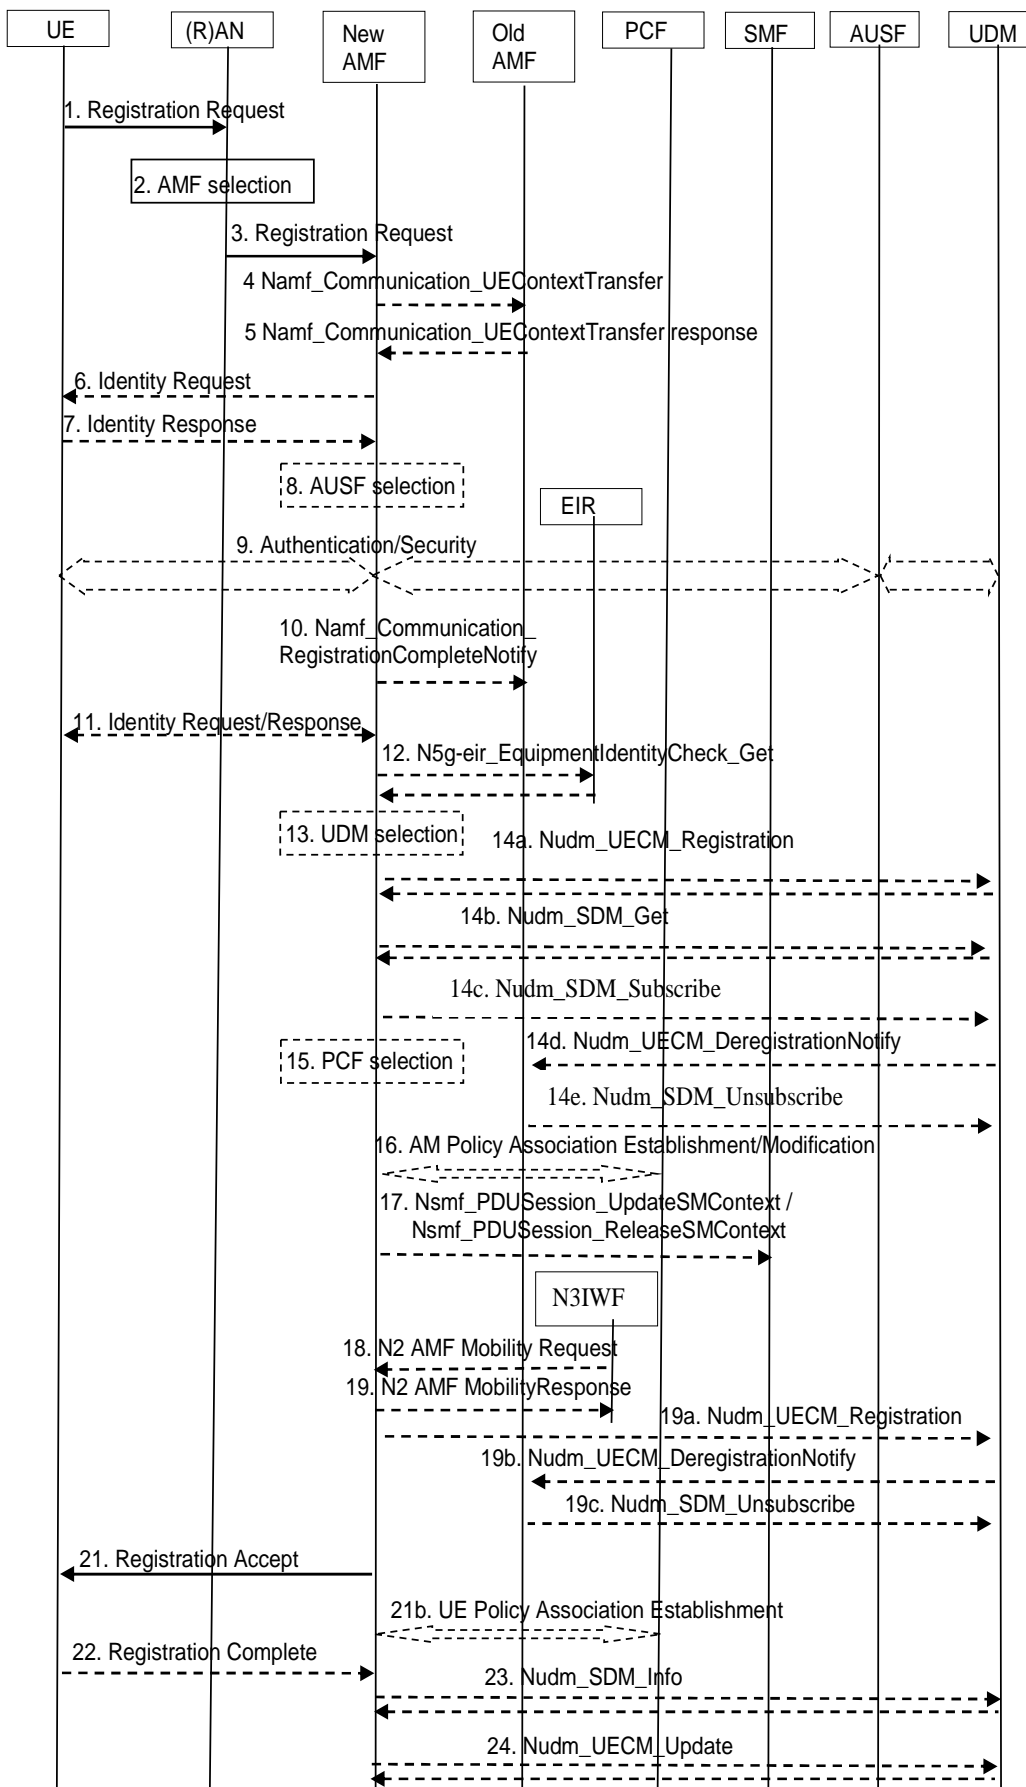 UE
(R)AN
New
AMF
Old
AMF
PCF
SMF
AUSF
UDM
1. Registration Request
2. AMF selection
3. Registration Request
4 Namf_Communication_UEContextTransfer
5 Namf_Communication_UEContextTransfer response
6. Identity Request
7. Identity Response
8. AUSF selection
EIR
9. Authentication/Security
10. Namf_Communication_
RegistrationCompleteNotify
11. Identity Request/Response
12. N5g-eir_EquipmentIdentityCheck_Get
13. UDM selection
14a. Nudm_UECM_Registration
14b. Nudm_SDM_Get
14c. Nudm_SDM_Subscribe
14d. Nudm_UECM_DeregistrationNotify
15. PCF selection
14e. Nudm_SDM_Unsubscribe
16. AM Policy Association Establishment/Modification
17. Nsmf_PDUSession_UpdateSMContext /
Nsmf_PDUSession_ReleaseSMContext
N3IWF
18. N2 AMF Mobility Request
19. N2 AMF MobilityResponse
19a. Nudm_UECM_Registration
19b. Nudm_UECM_DeregistrationNotify
19c. Nudm_SDM_Unsubscribe
21. Registration Accept
21b. UE Policy Association Establishment
22. Registration Complete
23. Nudm_SDM_Info
24. Nudm_UECM_Update